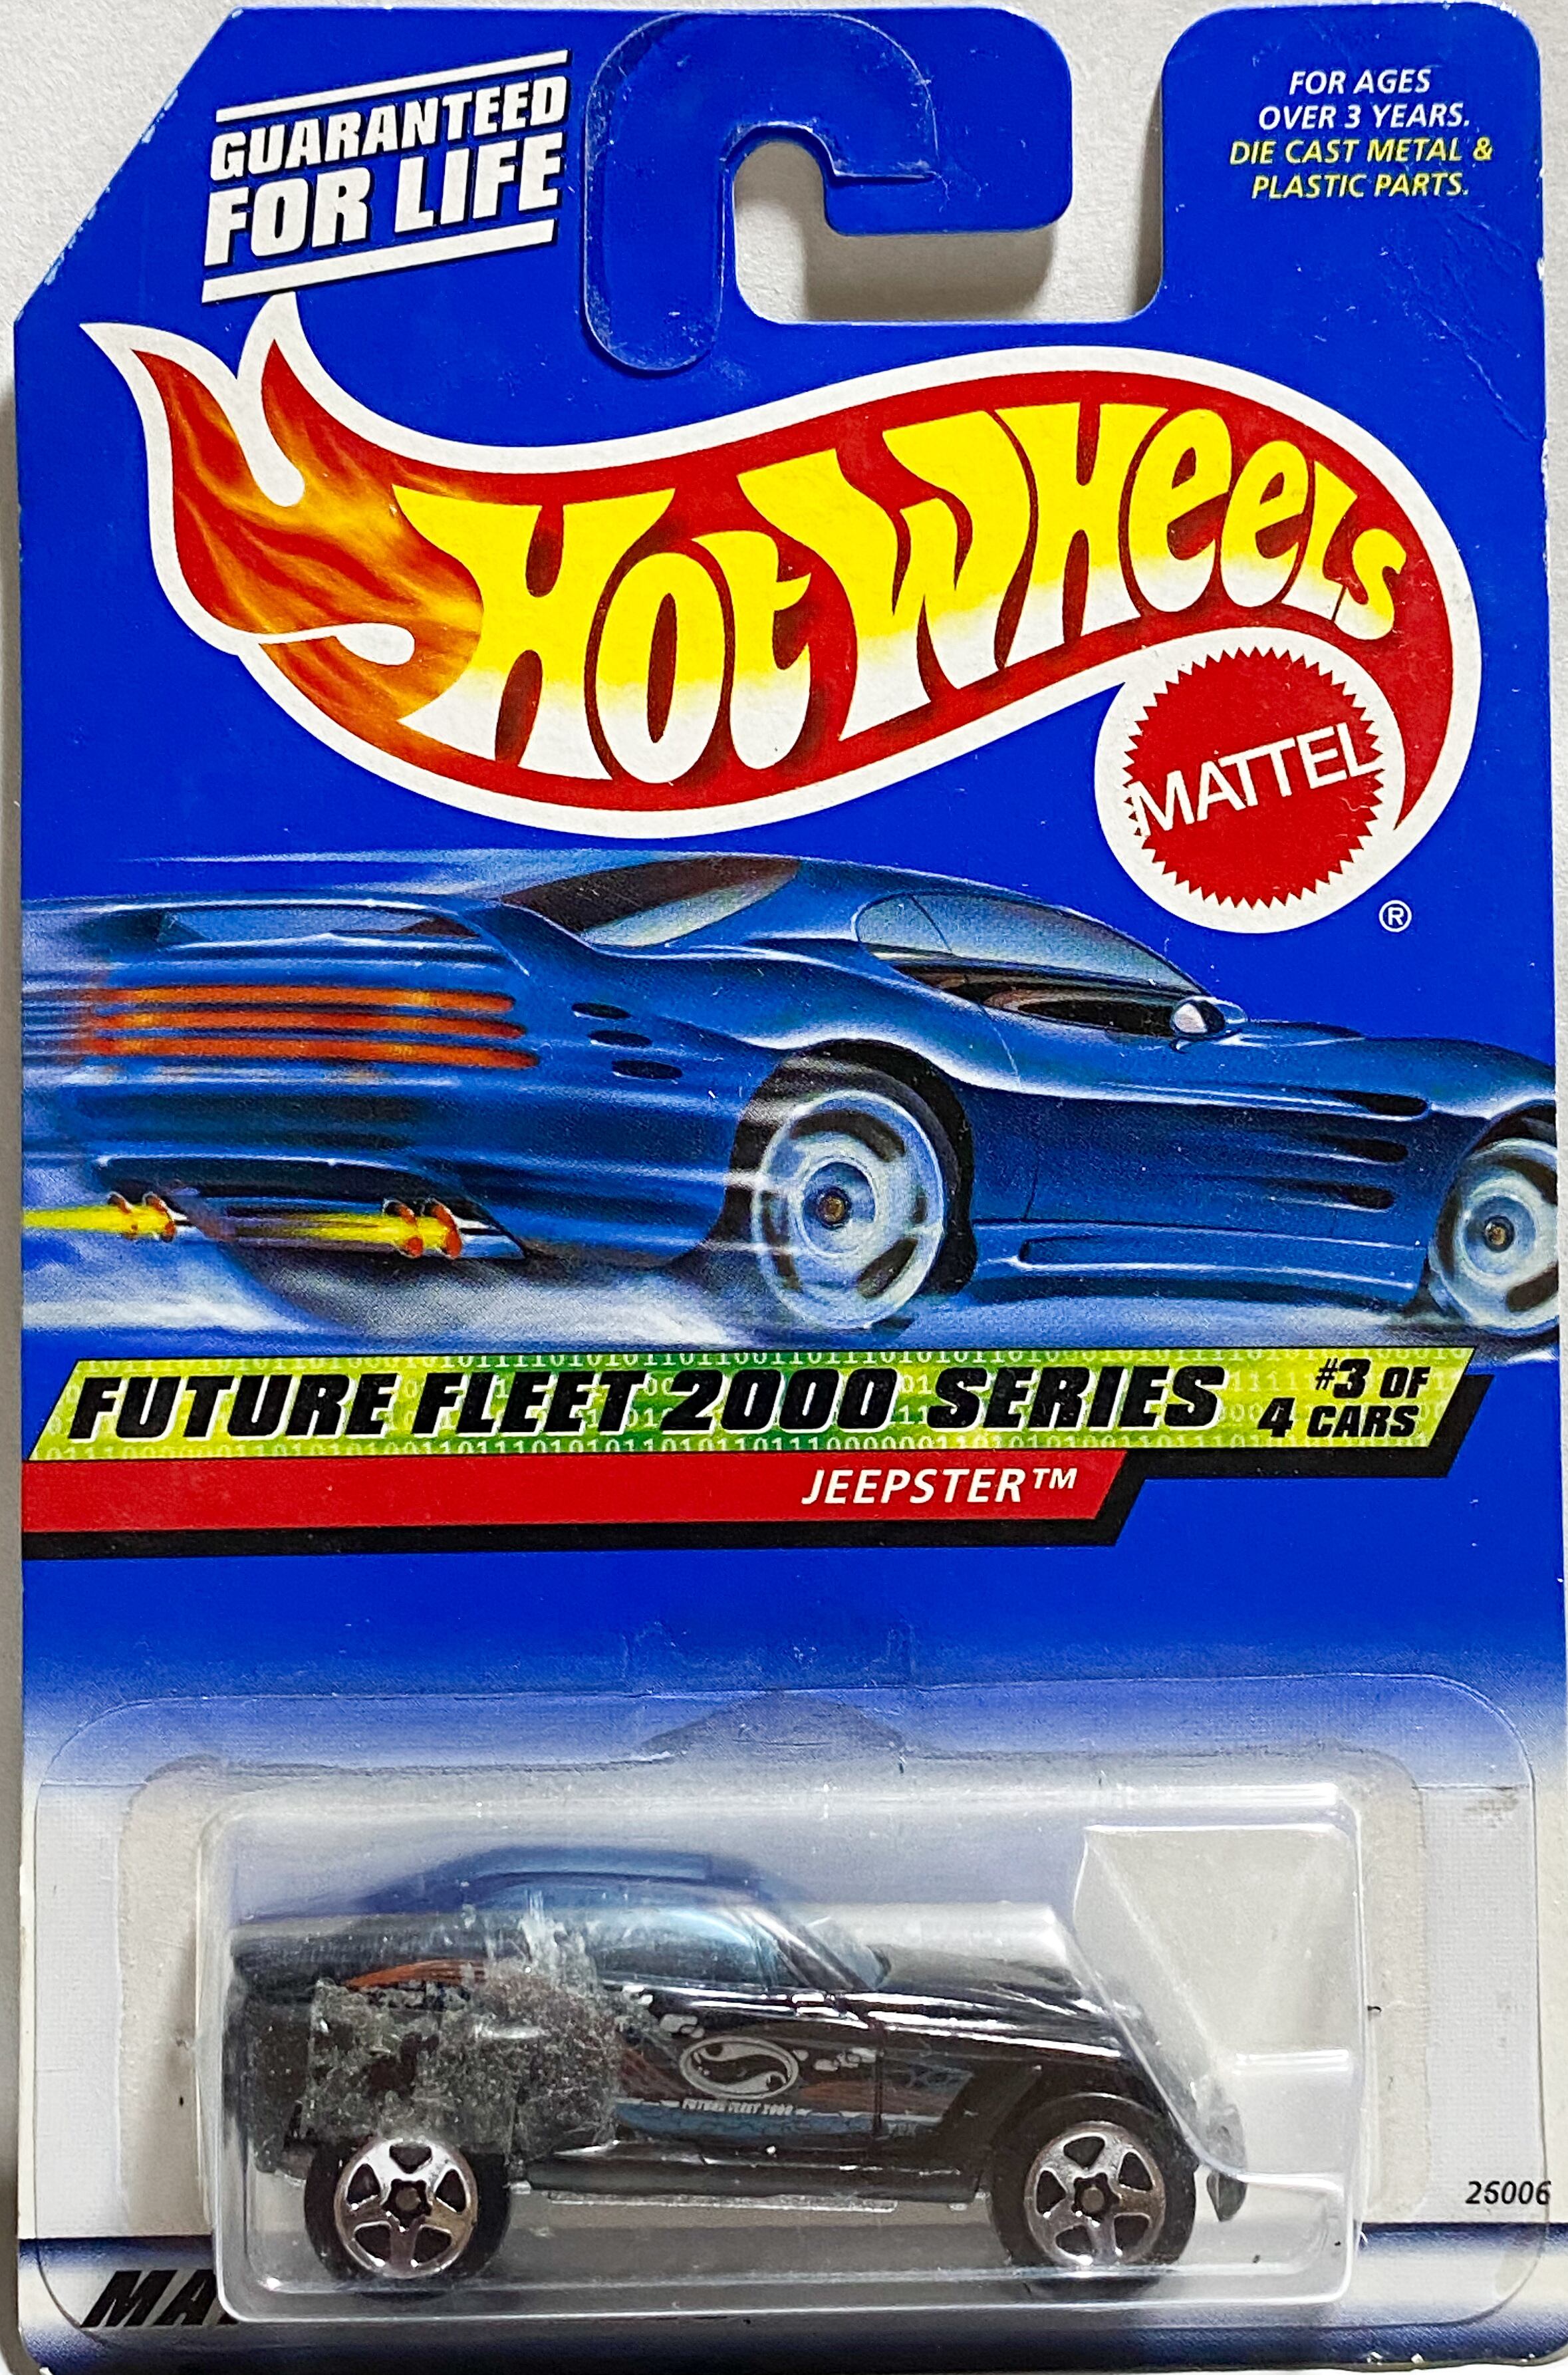 GUARANTEED
FOR LIFE
FOR AGES
OVER 3 YEARS.
DIE CAST METAL &
PLASTIC PARTS.
HOT WHEELS
MATTEL
®
FUTURE FLEET 2000 SERIES
#3 OF
4 CARS
JEEPSTER™
FUTURE FLEET 2000
26006